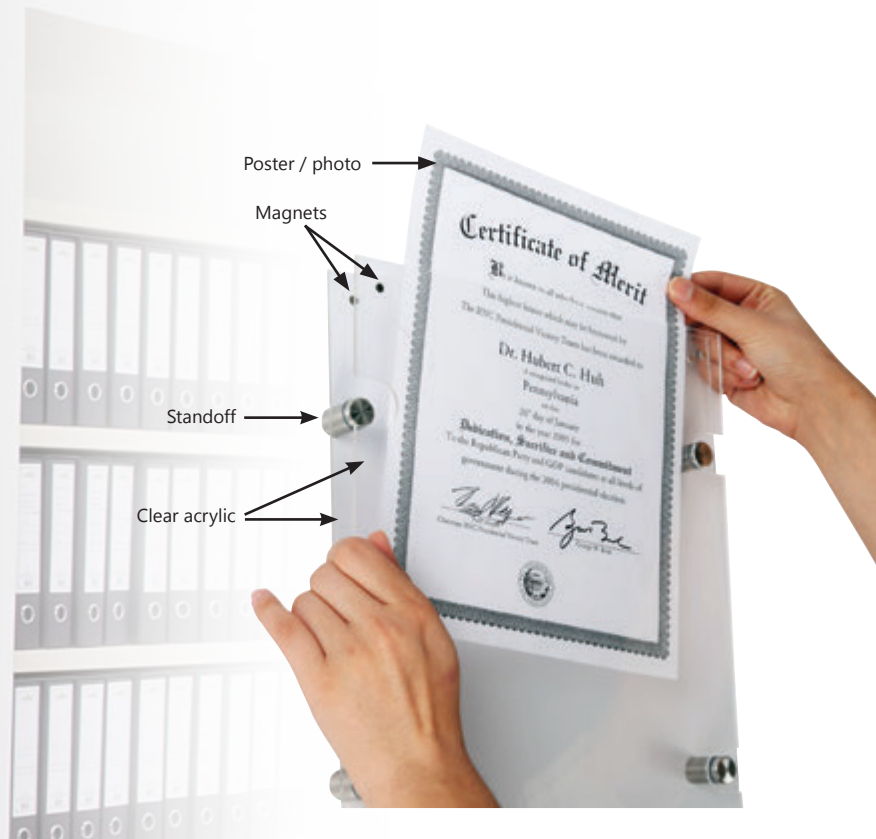 Poster / photo
Magnets
Standoff
Clear acrylic
Certificate of Merit
The highest honor which may be bestowed by
The RNC Presidential Victory Team has been awarded to
Dr. Hubert C. Huh
Pennsylvania
20th day of January
in the year 2005 for
Dedication, Sacrifice and Commitment
To the Republican Party and GOP candidates at all levels of
government during the 2004 presidential election